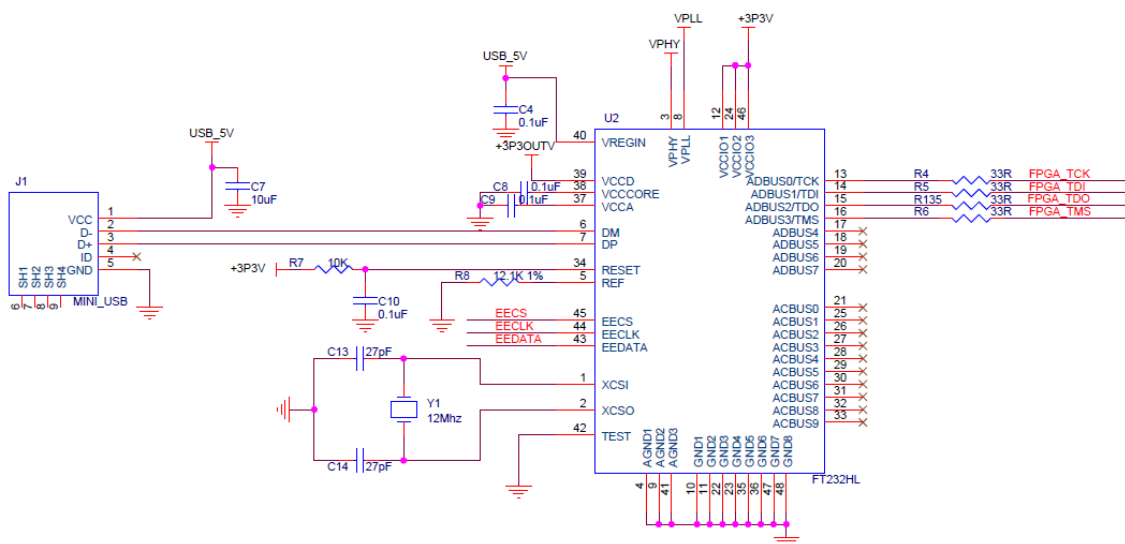 VPLL
+3P3V
VPHY
USB_5V
C4
0.1uF
U2
3
8
12
24
46
40
VREGIN
VPHY
VPLL
VCCIO1
VCCIO2
VCCIO3
+3P3OUTV
USB_5V
C7
10uF
J1
VCC
1
D-
2
D+
3
ID
4
GND
5
SH1
SH2
SH3
SH4
6
7
8
9
MINI_USB
39
VCCD
C8
0.1uF
38
VCCCORE
C9
0.1uF
37
VCCA
6
DM
7
DP
+3P3V
R7
10K
34
RESET
R8
12.1K 1%
5
REF
C10
0.1uF
EECS
45
EECS
EECLK
44
EECLK
EEDATA
43
EEDATA
C13
27pF
1
XCSI
Y1
12Mhz
2
XCSO
C14
27pF
42
TEST
ADBUS0/TCK
13
R4
33R
FPGA_TCK
ADBUS1/TDI
14
R5
33R
FPGA_TDI
ADBUS2/TDO
15
R135
33R
FPGA_TDO
ADBUS3/TMS
16
R6
33R
FPGA_TMS
ADBUS4
17
ADBUS5
18
ADBUS6
19
ADBUS7
20
ACBUS0
21
ACBUS1
25
ACBUS2
26
ACBUS3
27
ACBUS4
28
ACBUS5
29
ACBUS6
30
ACBUS7
31
ACBUS8
32
ACBUS9
33
AGND1
AGND2
AGND3
GND1
GND2
GND3
GND4
GND5
GND6
GND7
GND8
FT232HL
4
9
41
10
11
22
23
35
36
47
48